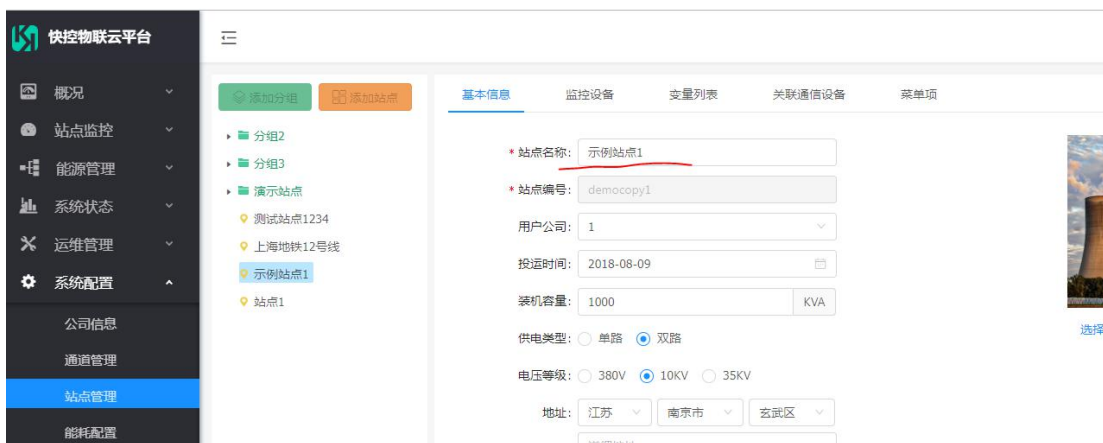 快控物联云平台
概况
站点监控
能源管理
系统状态
运维管理
系统配置
公司信息
通道管理
站点管理
能耗配置
添加分组 添加站点
分组2
分组3
演示站点
测试站点1234
上海地铁12号线
示例站点1
站点1
基本信息 监控设备 变量列表 关联通信设备 菜单项
* 站点名称: 示例站点1
* 站点编号: democopy1
用户公司: 1
投运时间: 2018-08-09
装机容量: 1000 KVA
供电类型: 单路 双路
电压等级: 380V 10KV 35KV
地址: 江苏 南京市 玄武区
选择